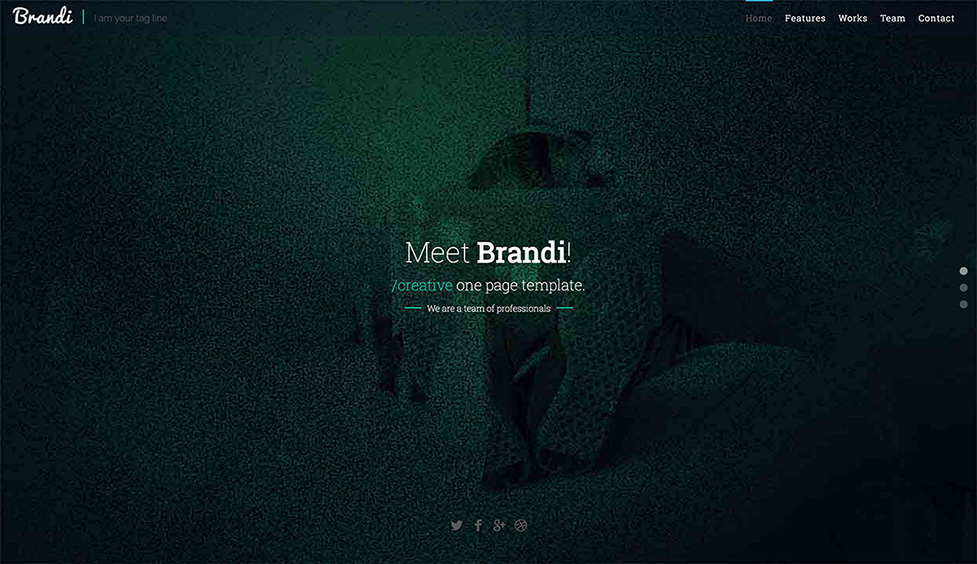 Brandi
I am your tag line
Home Features Works Team Contact
Meet Brandi!
/creative one page template.
We are a team of professionals